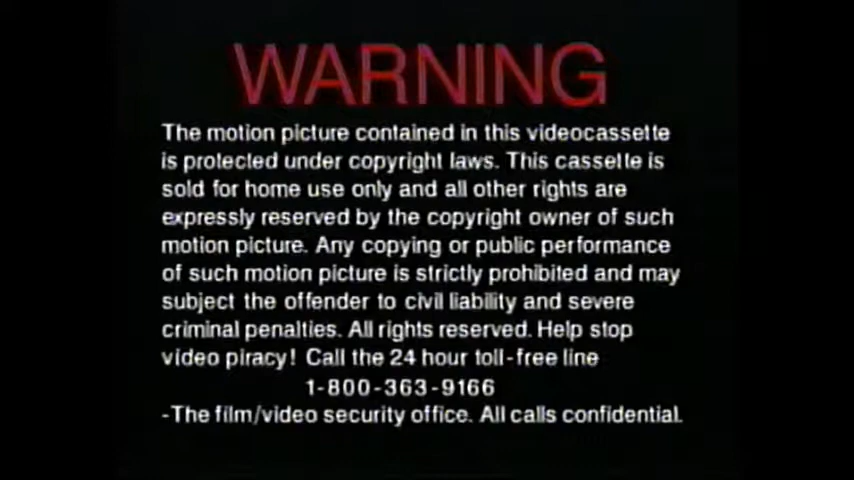 WARNING
The motion picture contained in this videocassette
is protected under copyright laws. This cassette is
sold for home use only and all other rights are
expressly reserved by the copyright owner of such
motion picture. Any copying or public performance
of such motion picture is strictly prohibited and may
subject the offender to civil liability and severe
criminal penalties. All rights reserved. Help stop
video piracy! Call the 24 hour toll-free line
1-800-363-9166
-The film/video security office. All calls confidential.